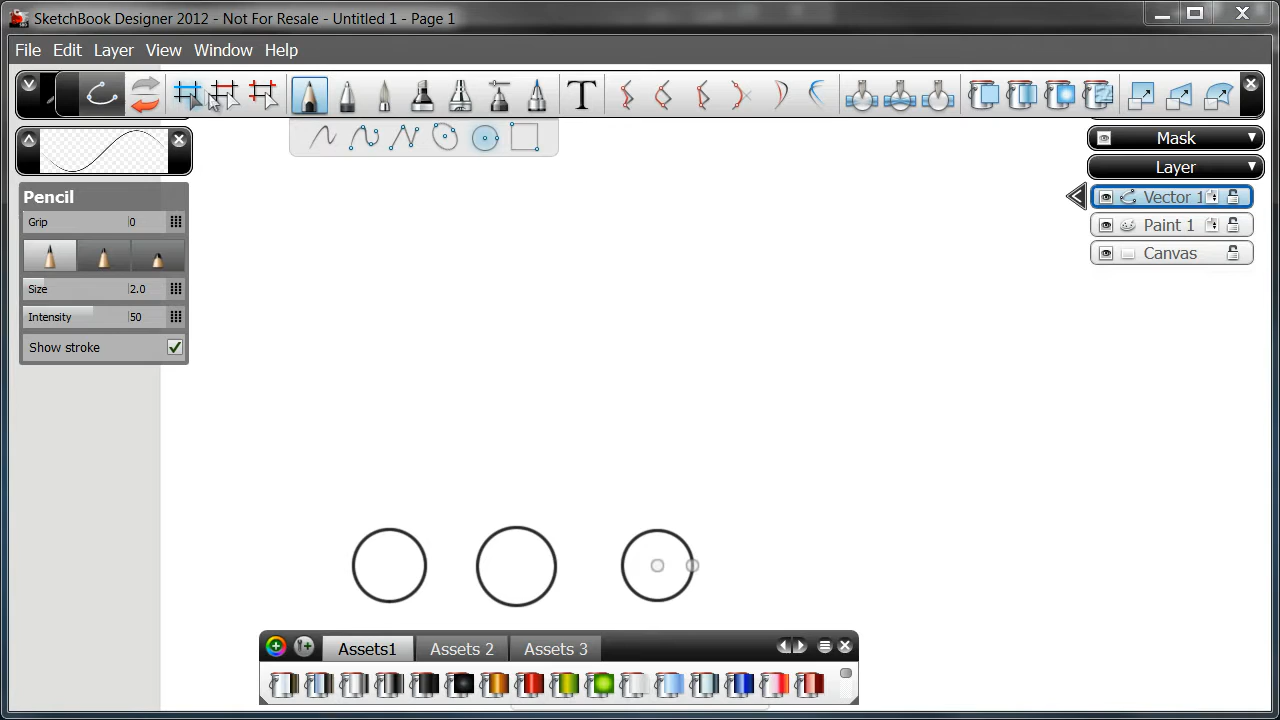 SketchBook Designer 2012 - Not For Resale - Untitled 1 - Page 1
File Edit Layer View Window Help
T
Mask
Pencil
Layer
Vector 1
Grip 0
Paint 1
Canvas
Size 2.0
Intensity 50
Show stroke
Assets1 Assets 2 Assets 3